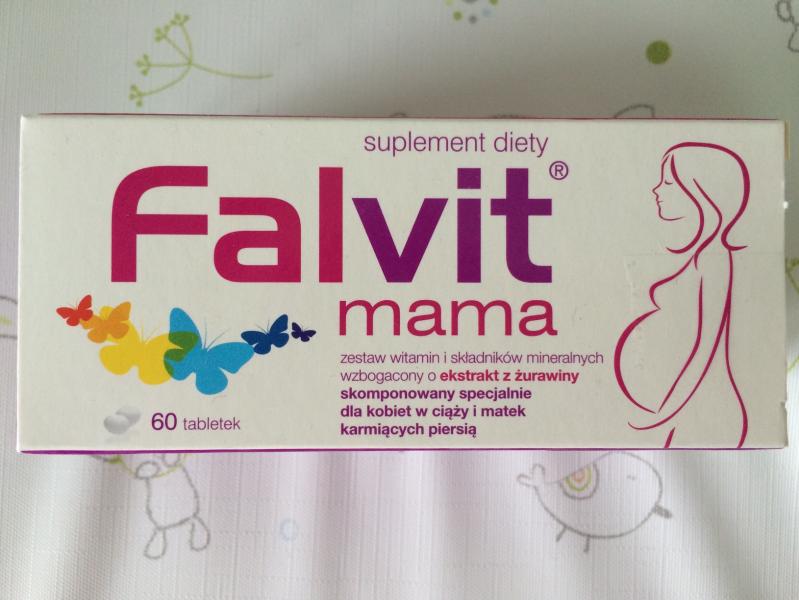 suplement diety
Falvit®
mama
zestaw witamin i składników mineralnych
wzbogacony o ekstrakt z żurawiny
skomponowany specjalnie
dla kobiet w ciąży i matek
karmiących piersią
60 tabletek